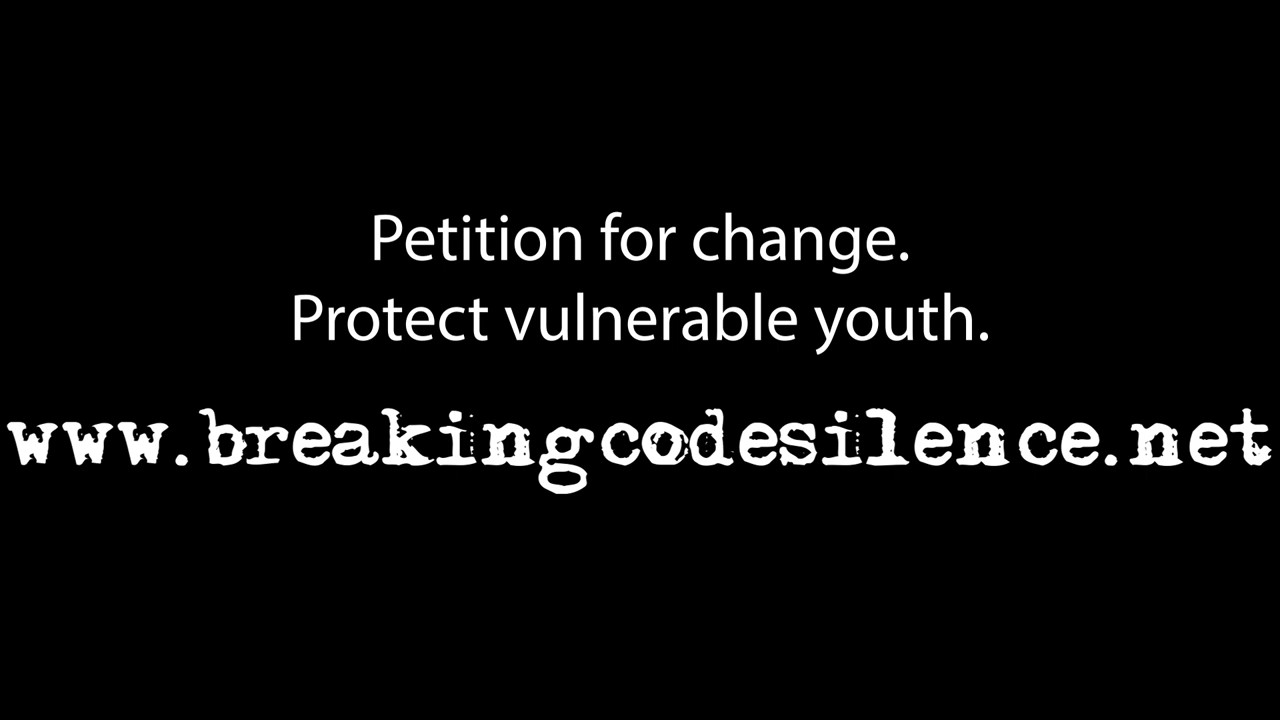 Petition for change.
Protect vulnerable youth.
www.breakingcodesilence.net